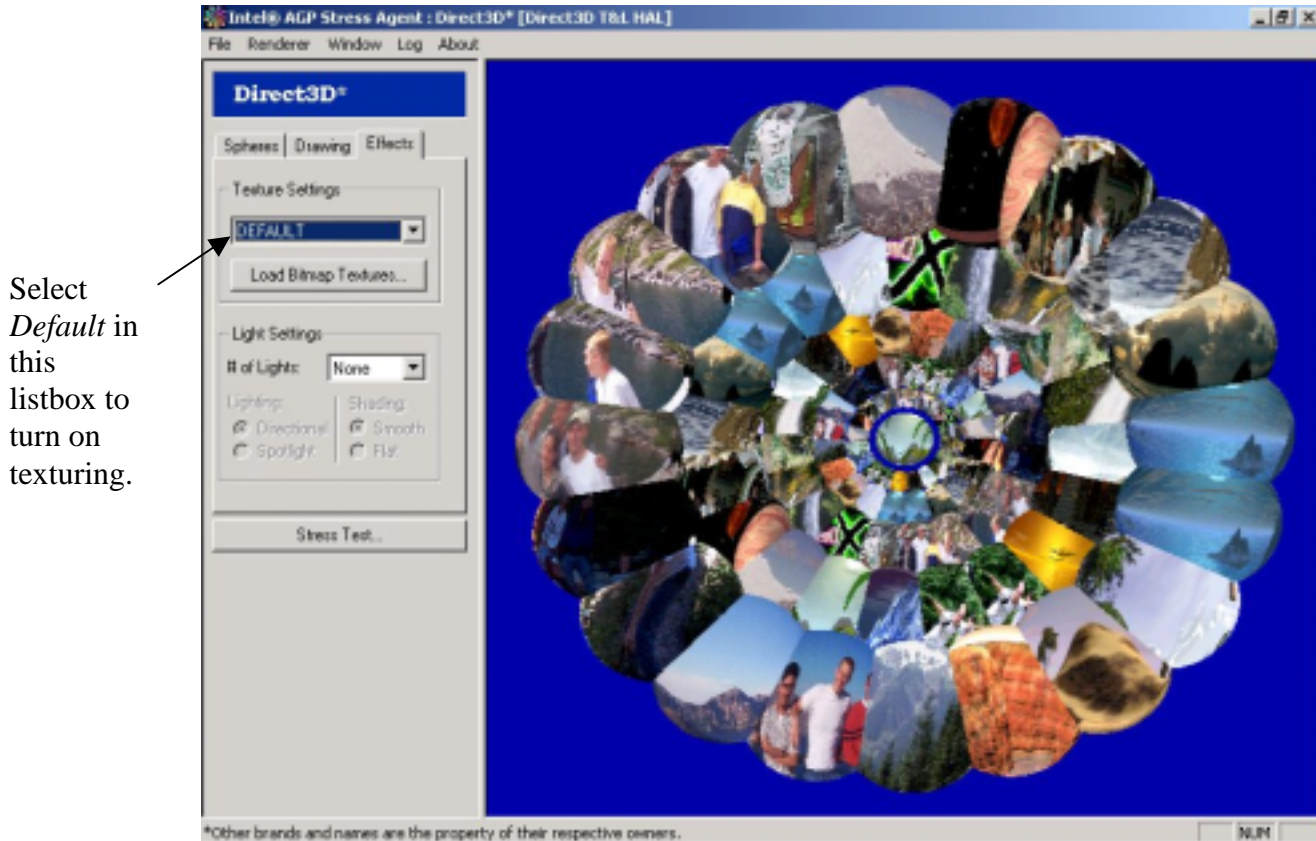 Intel® AGP Stress Agent : Direct3D* [Direct3D T&L HAL]
File Renderer Window Log About
Direct3D*
Spheres Drawing Effects
Texture Settings
DEFAULT
Load Bitmap Textures...
Select
Default in
this
listbox to
turn on
texturing.
Light Settings
# of Lights: None
Lighting: Shading:
Directional Smooth
Spotlight Flat
Stress Test...
*Other brands and names are the property of their respective owners.
NUM